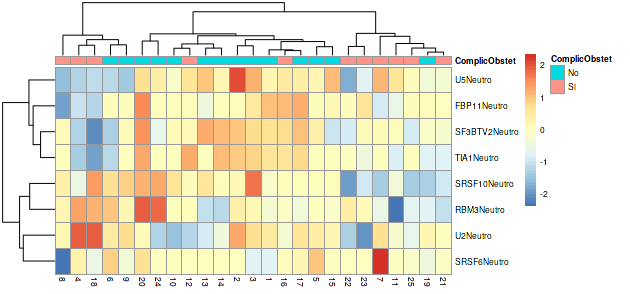 ComplicObstet
U5Neutro
FBP11Neutro
SF3BTV2Neutro
TIA1Neutro
SRSF10Neutro
RBM3Neutro
U2Neutro
SRSF6Neutro
8 4 18 6 9 20 24 10 12 13 14 2 3 1 16 17 5 15 22 23 7 11 25 19 21
2
1
0
-1
-2
ComplicObstet
No
SI